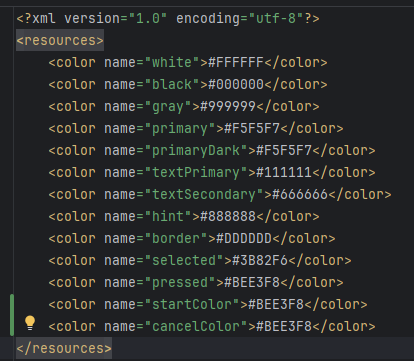 <?xml version="1.0" encoding="utf-8"?>
<resources>
    <color name="white">#FFFFFF</color>
    <color name="black">#000000</color>
    <color name="gray">#999999</color>
    <color name="primary">#F5F5F7</color>
    <color name="primaryDark">#F5F5F7</color>
    <color name="textPrimary">#111111</color>
    <color name="textSecondary">#666666</color>
    <color name="hint">#888888</color>
    <color name="border">#DDDDDD</color>
    <color name="selected">#3B82F6</color>
    <color name="pressed">#BEE3F8</color>
    <color name="startColor">#BEE3F8</color>
    <color name="cancelColor">#BEE3F8</color>
</resources>